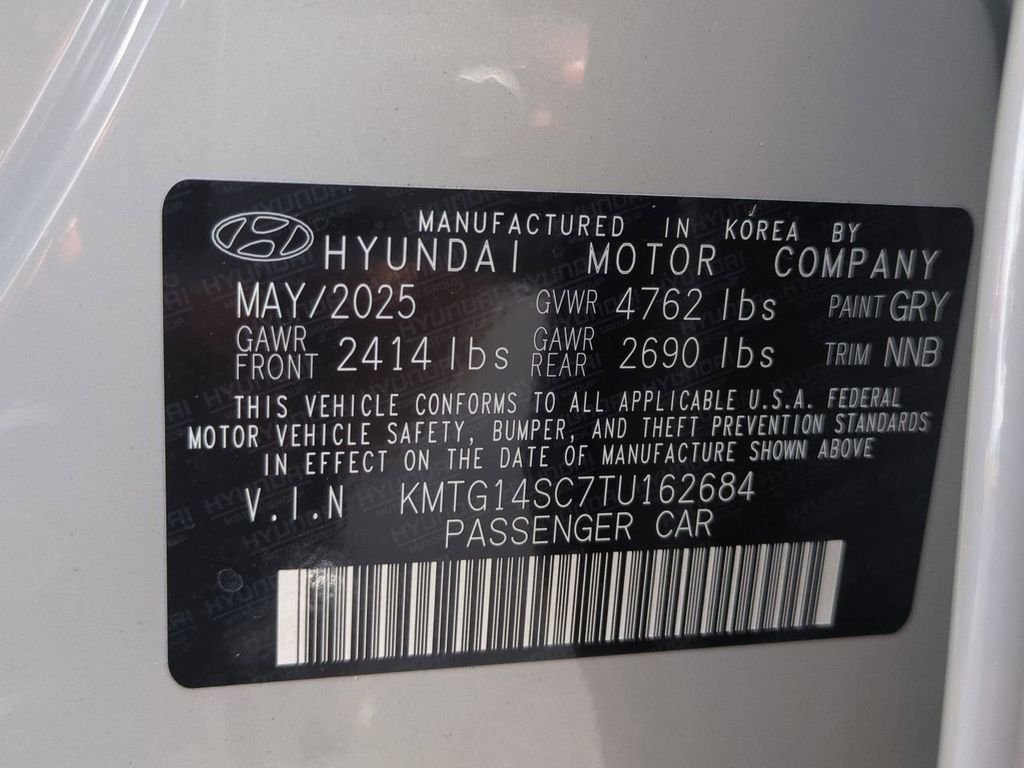 MANUFACTURED IN KOREA BY
HYUNDAI MOTOR COMPANY
MAY/2025 GVWR 4762 lbs PAINT GRY
GAWR FRONT 2414 lbs GAWR REAR 2690 lbs TRIM NNB
THIS VEHICLE CONFORMS TO ALL APPLICABLE U.S.A. FEDERAL
MOTOR VEHICLE SAFETY, BUMPER, AND THEFT PREVENTION STANDARDS
IN EFFECT ON THE DATE OF MANUFACTURE SHOWN ABOVE
V.I.N KMTG14SC7TU162684
PASSENGER CAR